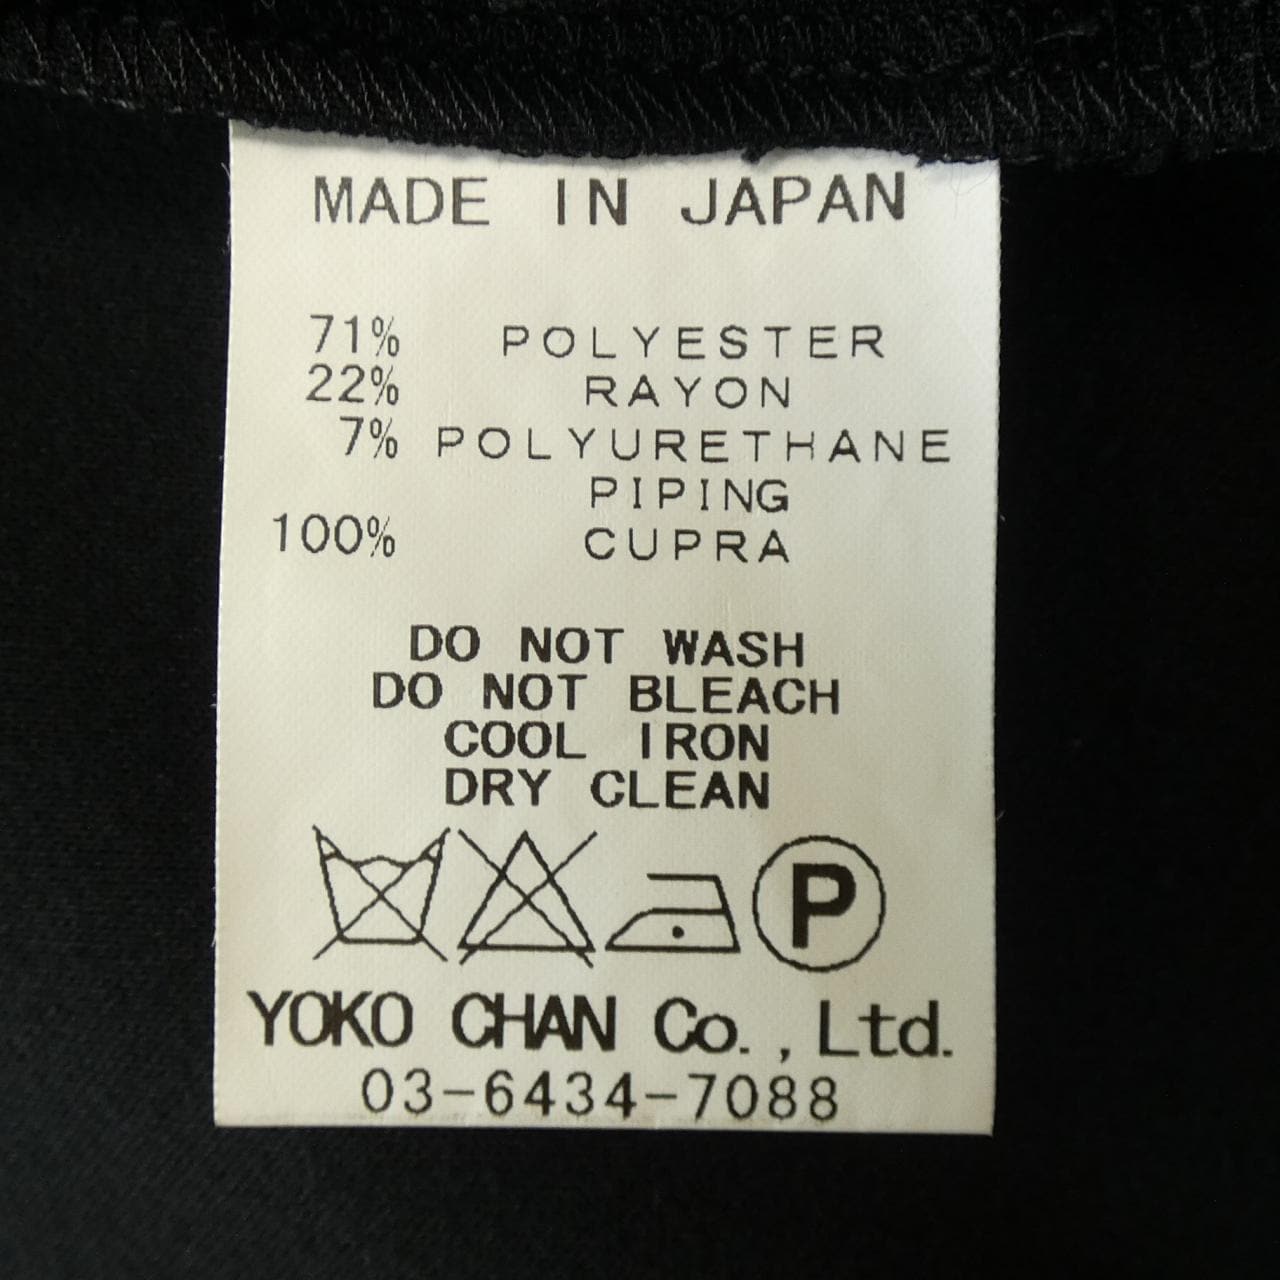 MADE IN JAPAN
71% POLYESTER
22% RAYON
7% POLYURETHANE
PIPING
100% CUPRA
DO NOT WASH
DO NOT BLEACH
COOL IRON
DRY CLEAN
P
YOKO CHAN Co., Ltd.
03-6434-7088